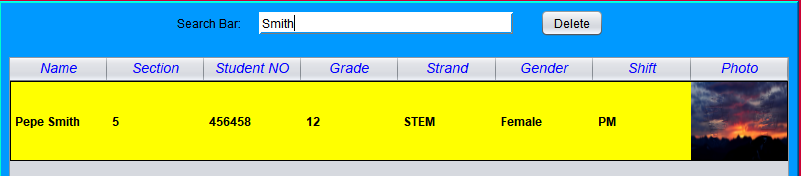 Search Bar: Smith Delete
Name Section Student NO Grade Strand Gender Shift Photo
Pepe Smith 5 456458 12 STEM Female PM